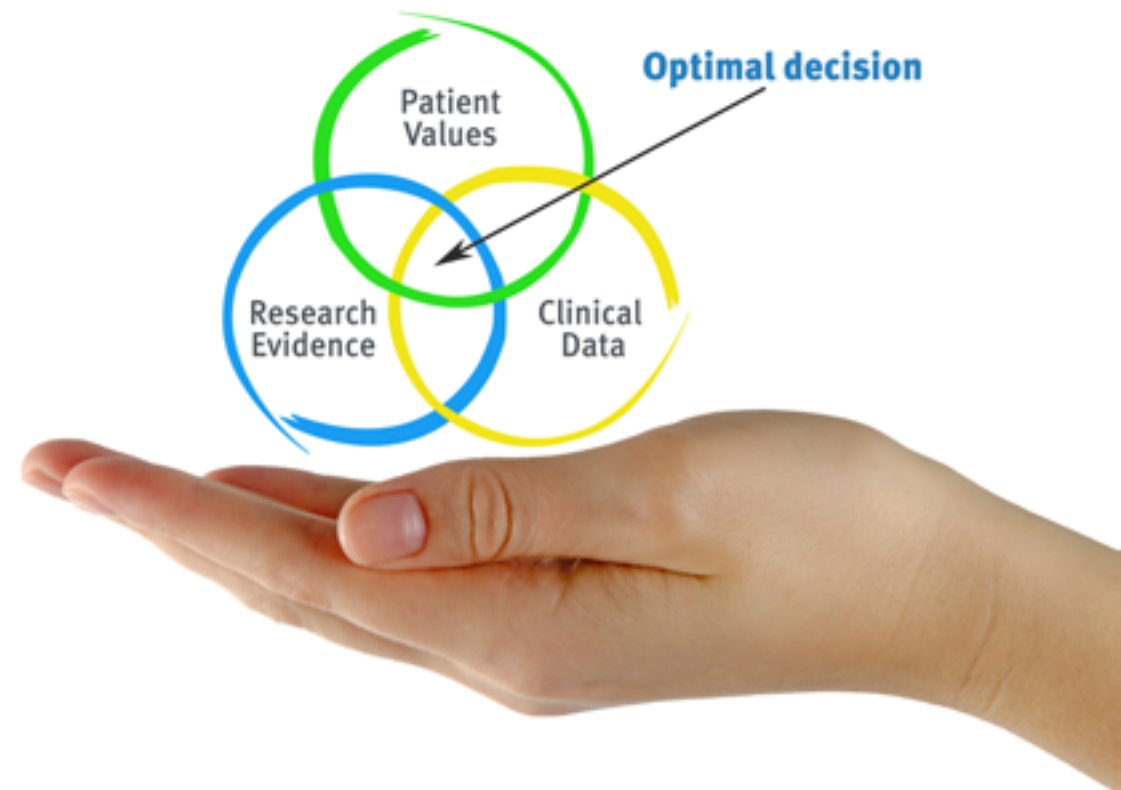 Optimal decision
Patient
Values
Research
Evidence
Clinical
Data